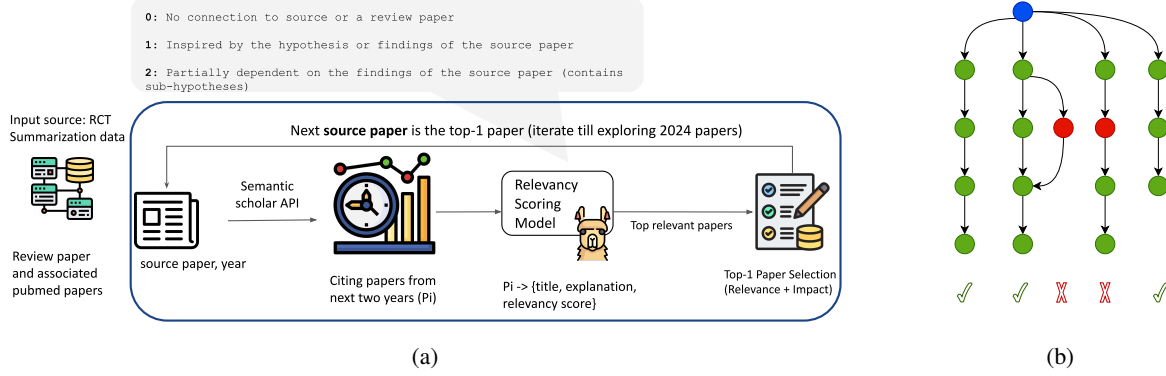 0: No connection to source or a review paper
1: Inspired by the hypothesis or findings of the source paper
2: Partially dependent on the findings of the source paper (contains
sub-hypotheses)
Input source: RCT
Summarization data
Next source paper is the top-1 paper (iterate till exploring 2024 papers)
Semantic
scholar API
Relevancy
Scoring
Model
Top relevant papers
source paper, year
Review paper
and associated
pubmed papers
Citing papers from
next two years (Pi)
Pi -> {title, explanation,
relevancy score}
Top-1 Paper Selection
(Relevance + Impact)
(a)
(b)